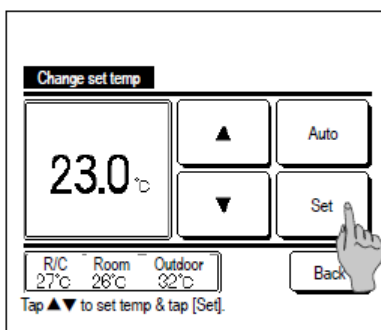 Change set temp
▲ Auto
23.0℃
▼ Set
R/C Room Outdoor
27℃ 26℃ 32℃
Back
Tap ▲▼ to set temp & tap [Set].